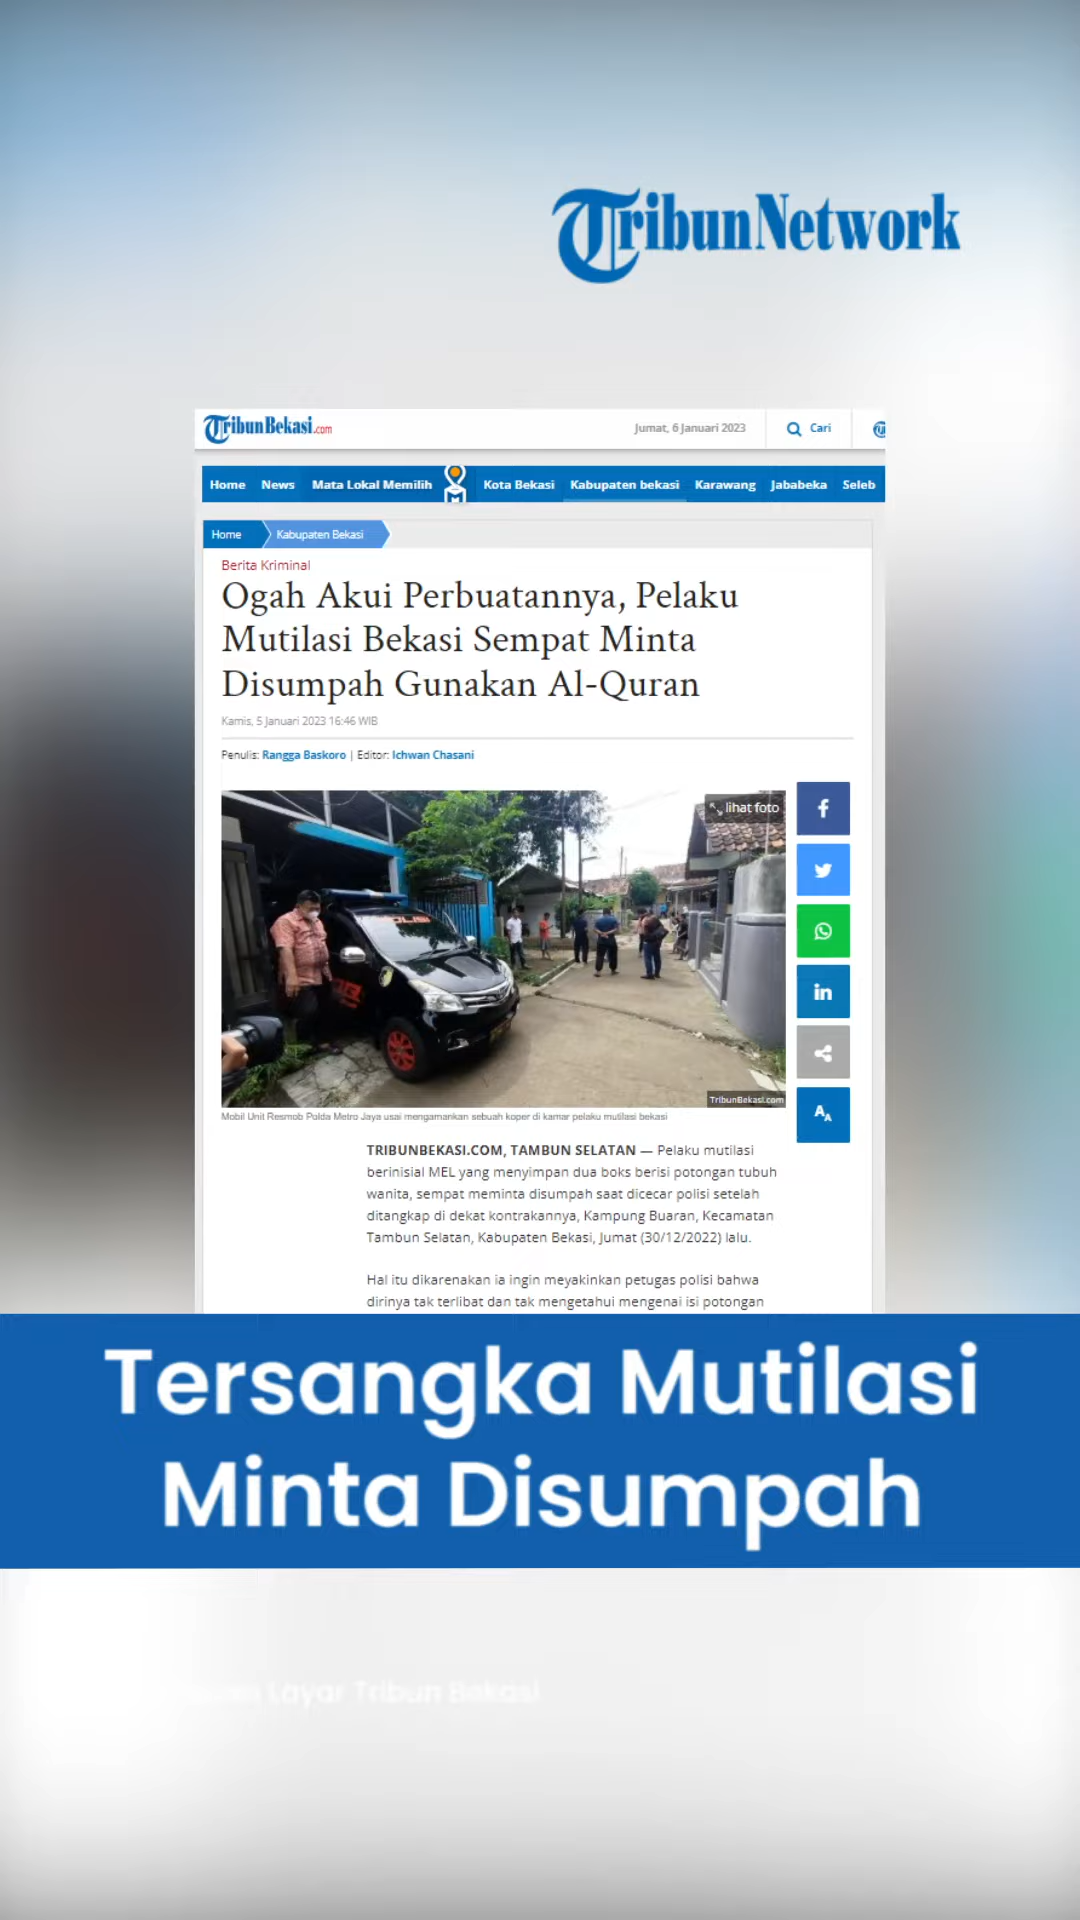 TribunNetwork
TribunBekasi.com
Jumat, 6 Januari 2023
Cari
Home News Mata Lokal Memilih Kota Bekasi Kabupaten bekasi Karawang Jababeka Seleb
Home Kabupaten Bekasi
Berita Kriminal
Ogah Akui Perbuatannya, Pelaku
Mutilasi Bekasi Sempat Minta
Disumpah Gunakan Al-Quran
Kamis, 5 Januari 2023 16:46 WIB
Penulis: Rangga Baskoro | Editor: Ichwan Chasani
lihat foto
POLISI
TribunBekasi.com
Mobil Unit Resmob Polda Metro Jaya usai mengamankan sebuah koper di kamar pelaku mutilasi bekasi
TRIBUNBEKASI.COM, TAMBUN SELATAN — Pelaku mutilasi
berinisial MEL yang menyimpan dua boks berisi potongan tubuh
wanita, sempat meminta disumpah saat dicecar polisi setelah
ditangkap di dekat kontrakannya, Kampung Buaran, Kecamatan
Tambun Selatan, Kabupaten Bekasi, Jumat (30/12/2022) lalu.
Hal itu dikarenakan ia ingin meyakinkan petugas polisi bahwa
dirinya tak terlibat dan tak mengetahui mengenai isi potongan
Tersangka Mutilasi
Minta Disumpah
Layar Tribun Bekasi